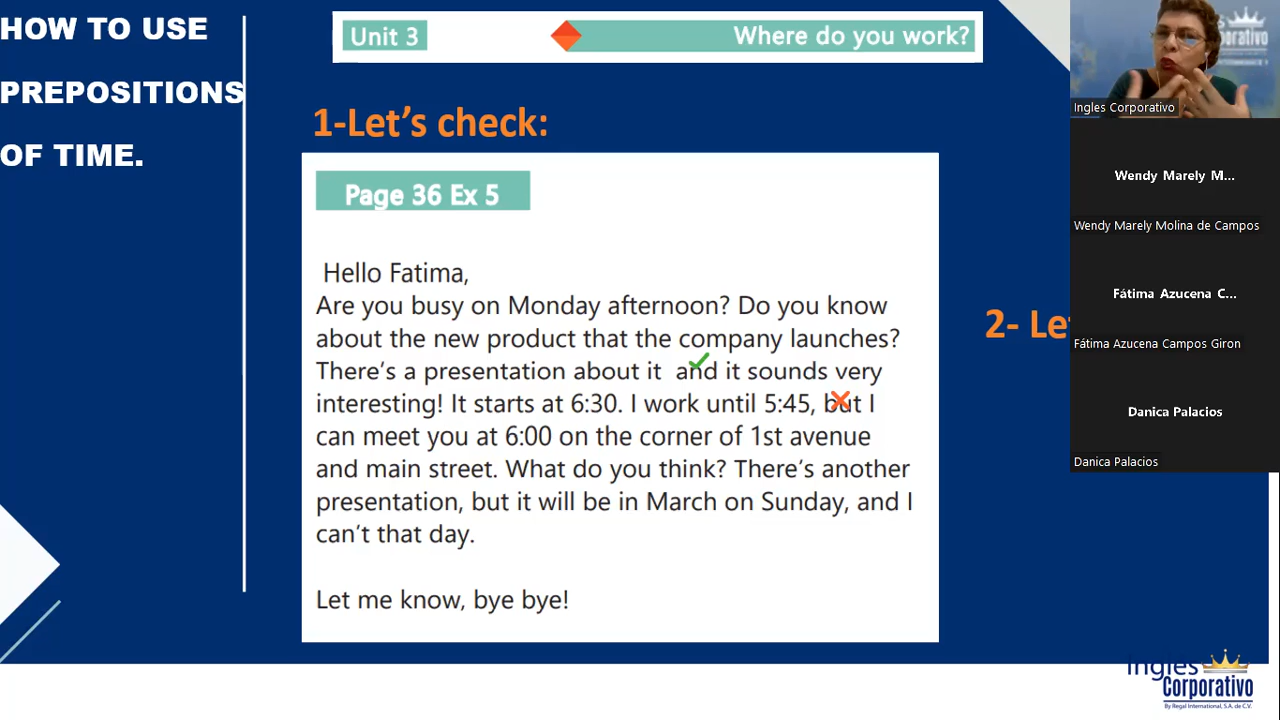 HOW TO USE
PREPOSITIONS
OF TIME.
Unit 3
Where do you work?
1-Let's check:
Page 36 Ex 5
Hello Fatima,
Are you busy on Monday afternoon? Do you know
about the new product that the company launches?
There's a presentation about it and it sounds very
interesting! It starts at 6:30. I work until 5:45, but I
can meet you at 6:00 on the corner of 1st avenue
and main street. What do you think? There's another
presentation, but it will be in March on Sunday, and I
can't that day.
Let me know, bye bye!
2- Le
Ingles Corporativo
Wendy Marely M...
Wendy Marely Molina de Campos
Fátima Azucena C...
Fátima Azucena Campos Giron
Danica Palacios
Danica Palacios
Ingles
Corporativo
By Regal International, S.A. de C.V.